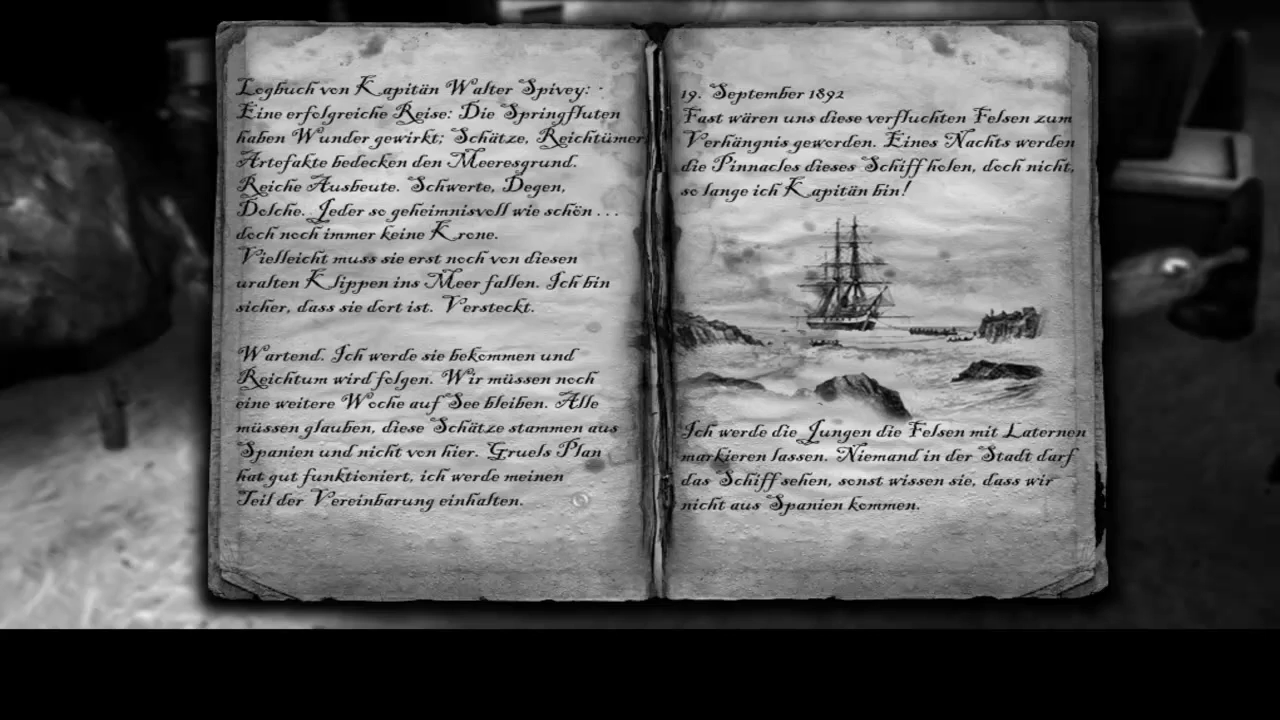 Logbuch von Kapitän Walter Spivey:
Eine erfolgreiche Reise: Die Springfluten
haben Wunder gewirkt; Schätze, Reichtümer,
Artefakte bedecken den Meeresgrund.
Reiche Ausbeute. Schwerte, Degen,
Dolche. Jeder so geheimnisvoll wie schön . . .
doch noch immer keine Krone.
Vielleicht muss sie erst noch von diesen
uralten Klippen ins Meer fallen. Ich bin
sicher, dass sie dort ist. Versteckt.
Wartend. Ich werde sie bekommen und
Reichtum wird folgen. Wir müssen noch
eine weitere Woche auf See bleiben. Alle
müssen glauben, diese Schätze stammen aus
Spanien und nicht von hier. Gruels Plan
hat gut funktioniert, ich werde meinen
Teil der Vereinbarung einhalten.
19. September 1892
Fast wären uns diese verfluchten Felsen zum
Verhängnis geworden. Eines Nachts werden
die Pinnacles dieses Schiff holen, doch nicht,
so lange ich Kapitän bin!
Ich werde die Jungen die Felsen mit Laternen
markieren lassen. Niemand in der Stadt darf
das Schiff sehen, sonst wissen sie, dass wir
nicht aus Spanien kommen.